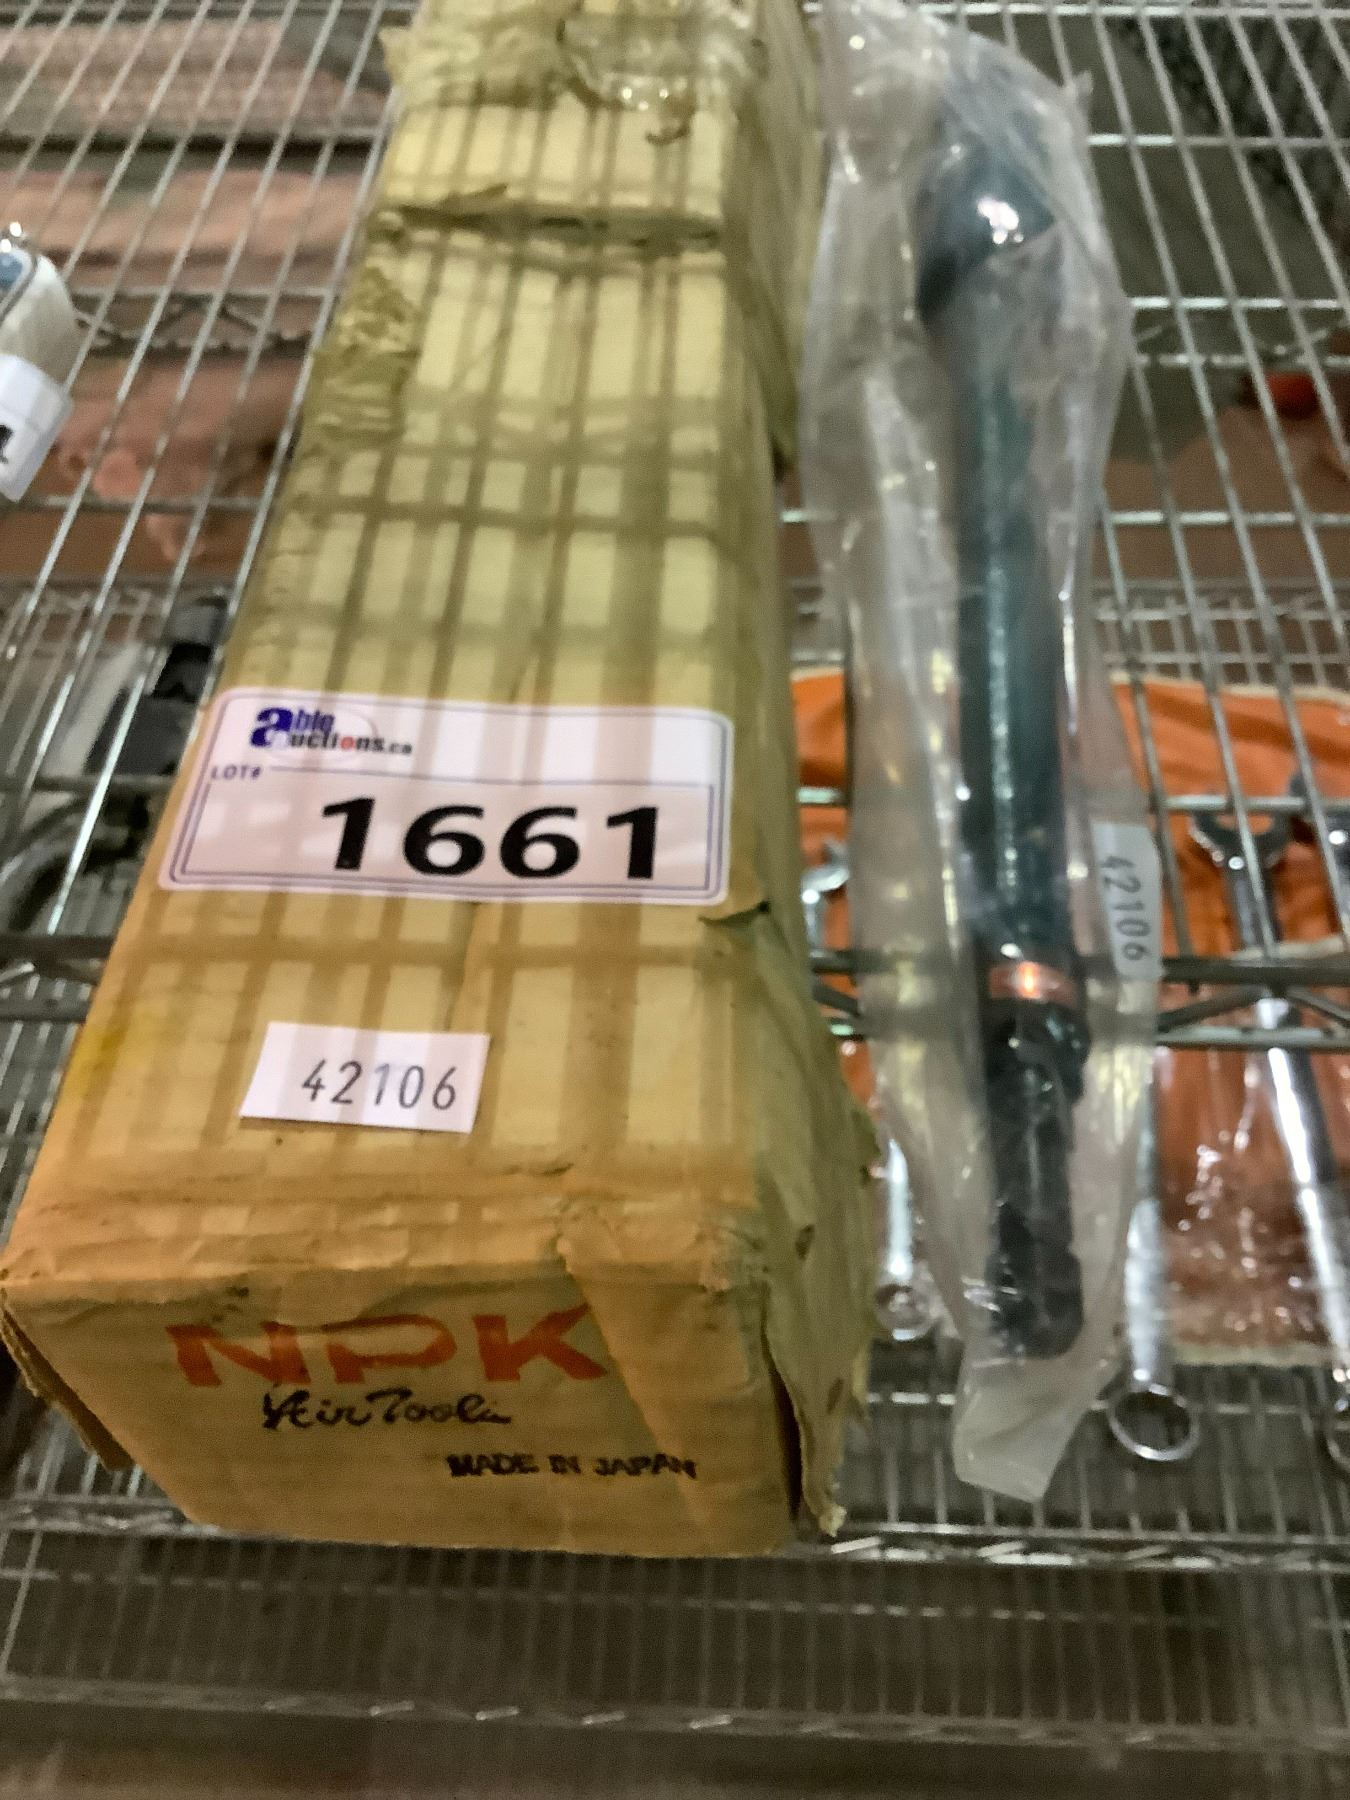 able
auctions.ca
LOT#
1661
42106
NPK
Air Tools
MADE IN JAPAN
42106